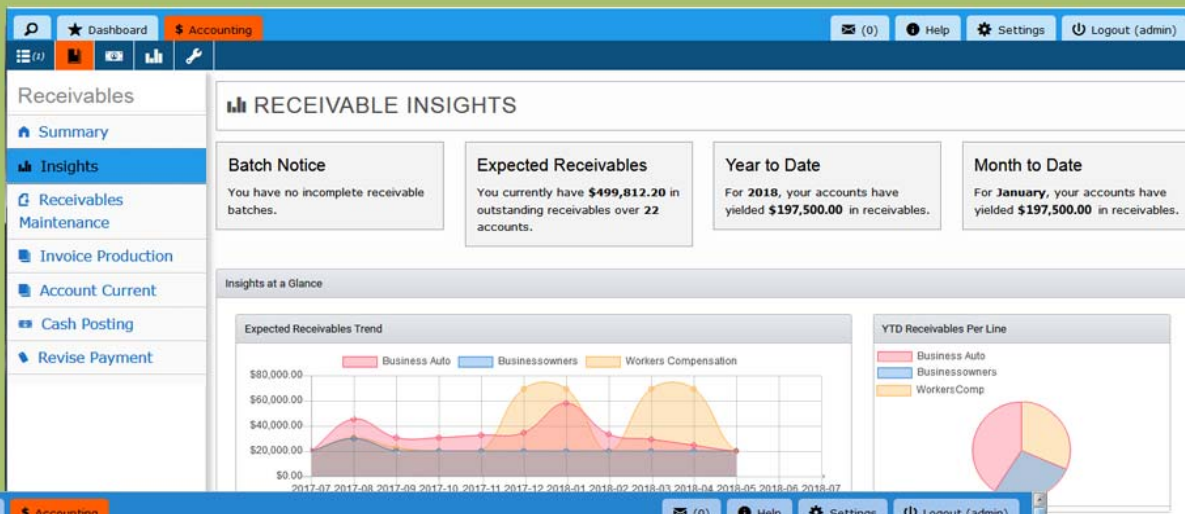 Dashboard $ Accounting (0) Help Settings Logout (admin)
(1)
Receivables
Summary
Insights
Receivables
Maintenance
Invoice Production
Account Current
Cash Posting
Revise Payment
RECEIVABLE INSIGHTS
Batch Notice
You have no incomplete receivable
batches.
Expected Receivables
You currently have $499,812.20 in
outstanding receivables over 22
accounts.
Year to Date
For 2018, your accounts have
yielded $197,500.00 in receivables.
Month to Date
For January, your accounts have
yielded $197,500.00 in receivables.
Insights at a Glance
Expected Receivables Trend
Business Auto Businessowners Workers Compensation
$80,000.00
$60,000.00
$40,000.00
$20,000.00
$0.00
2017-07 2017-08 2017-09 2017-10 2017-11 2017-12 2018-01 2018-02 2018-03 2018-04 2018-05 2018-06 2018-07
YTD Receivables Per Line
Business Auto
Businessowners
WorkersComp
$ Accounting (0) Help Settings Logout (admin)